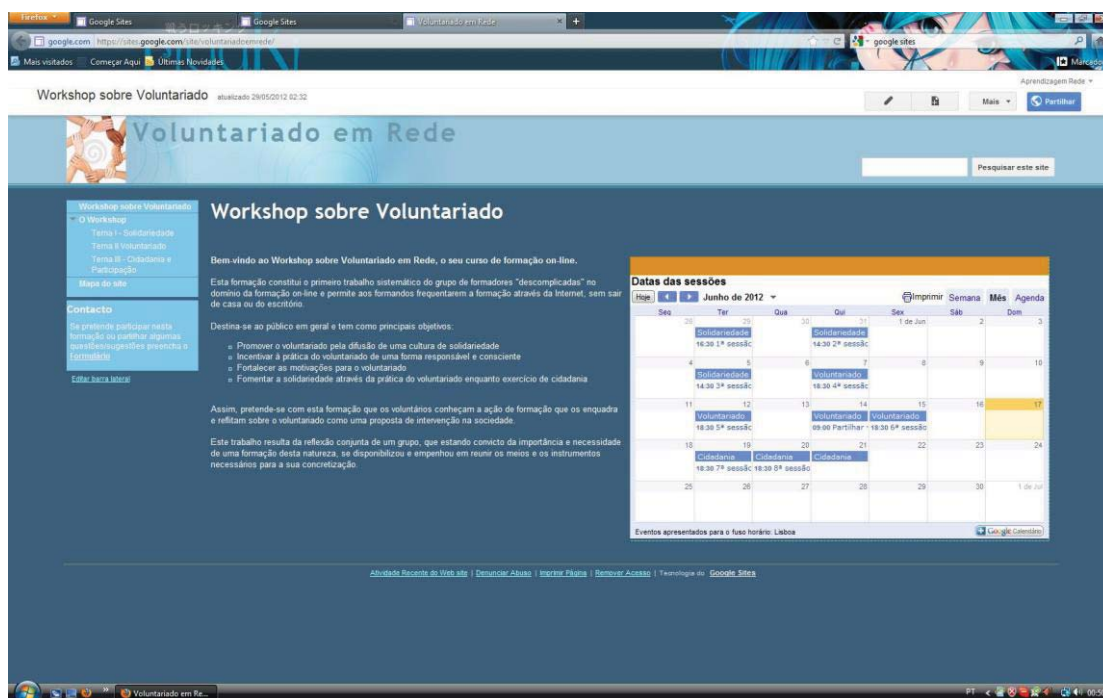 Firefox
Google Sites
Google Sites
Voluntariado em Rede
google.com
https://sites.google.com/site/voluntariadoemrede/
google sites
Mais visitados
Começar Aqui
Últimas Novidades
Marcado
Aprendizagem Rede
Workshop sobre Voluntariado
atualizado 29/05/2012 02:32
Mais
Partilhar
Voluntariado em Rede
Pesquisar este site
Workshop sobre Voluntariado
O Workshop
Tema I - Solidariedade
Tema II Voluntariado
Tema III - Cidadania e
Participação
Mapa do site
Contacto
Se pretende participar nesta
formação ou partilhar algumas
questões/sugestões preencha o
Formulário
Editar barra lateral
Workshop sobre Voluntariado
Bem-vindo ao Workshop sobre Voluntariado em Rede, o seu curso de formação on-line.
Esta formação constitui o primeiro trabalho sistemático do grupo de formadores "descomplicadas" no
domínio da formação on-line e permite aos formandos frequentarem a formação através da Internet, sem sair
de casa ou do escritório.
Destina-se ao público em geral e tem como principais objetivos:
Promover o voluntariado pela difusão de uma cultura de solidariedade
Incentivar à prática do voluntariado de uma forma responsável e consciente
Fortalecer as motivações para o voluntariado
Fomentar a solidariedade através da prática do voluntariado enquanto exercício de cidadania
Assim, pretende-se com esta formação que os voluntários conheçam a ação de formação que os enquadra
e reflitam sobre o voluntariado como uma proposta de intervenção na sociedade.
Este trabalho resulta da reflexão conjunta de um grupo, que estando convicto da importância e necessidade
de uma formação desta natureza, se disponibilizou e empenhou em reunir os meios e os instrumentos
necessários para a sua concretização.
Datas das sessões
Hoje
Junho de 2012
Imprimir
Semana
Mês
Agenda
Seg Ter Qua Qui Sex Sáb Dom
28 29 30 31 1 de Jun 2 3
Solidariedade Solidariedade
16:30 1ª sessão 14:30 2ª sessão
4 5 6 7 8 9 10
Solidariedade Voluntariado
14:30 3ª sessão 18:30 4ª sessão
11 12 13 14 15 16 17
Voluntariado Voluntariado Voluntariado
18:30 5ª sessão 09:00 Partilhar 18:30 6ª sessão
18 19 20 21 22 23 24
Cidadania Cidadania Cidadania
18:30 7ª sessão 18:30 8ª sessão
25 26 27 28 29 30 1 de Jul
Eventos apresentados para o fuso horário: Lisboa
Google Calendário
Atividade Recente do Web site | Denunciar Abuso | Imprimir Página | Remover Acesso | Tecnologia do Google Sites
Voluntariado em Re...
PT